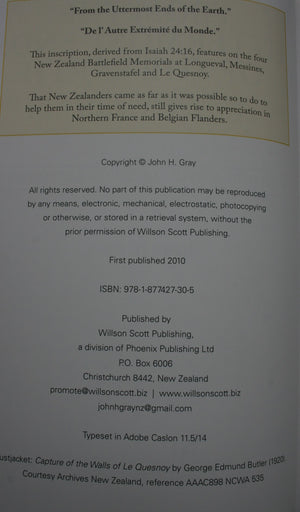 "From the Uttermost Ends of the Earth."
"De l' Autre Extrémité du Monde."
This inscription, derived from Isaiah 24:16, features on the four
New Zealand Battlefield Memorials at Longueval, Messines,
Gravenstafel and Le Quesnoy.
That New Zealanders came as far as it was possible so to do to
help them in their time of need, still gives rise to appreciation in
Northern France and Belgian Flanders.
Copyright © John H. Gray
All rights reserved. No part of this publication may be reproduced
by any means, electronic, mechanical, electrostatic, photocopying
or otherwise, or stored in a retrieval system, without the
prior permission of Willson Scott Publishing.
First published 2010
ISBN: 978-1-877427-30-5
Published by
Willson Scott Publishing,
a division of Phoenix Publishing Ltd
P.O. Box 6006
Christchurch 8442, New Zealand
promote@willsonscott.biz | www.willsonscott.biz
johnhgraynz@gmail.com
Typeset in Adobe Caslon 11.5/14
ustjacket: Capture of the Walls of Le Quesnoy by George Edmund Butler (1920).
Courtesy Archives New Zealand, reference AAAC898 NCWA 535